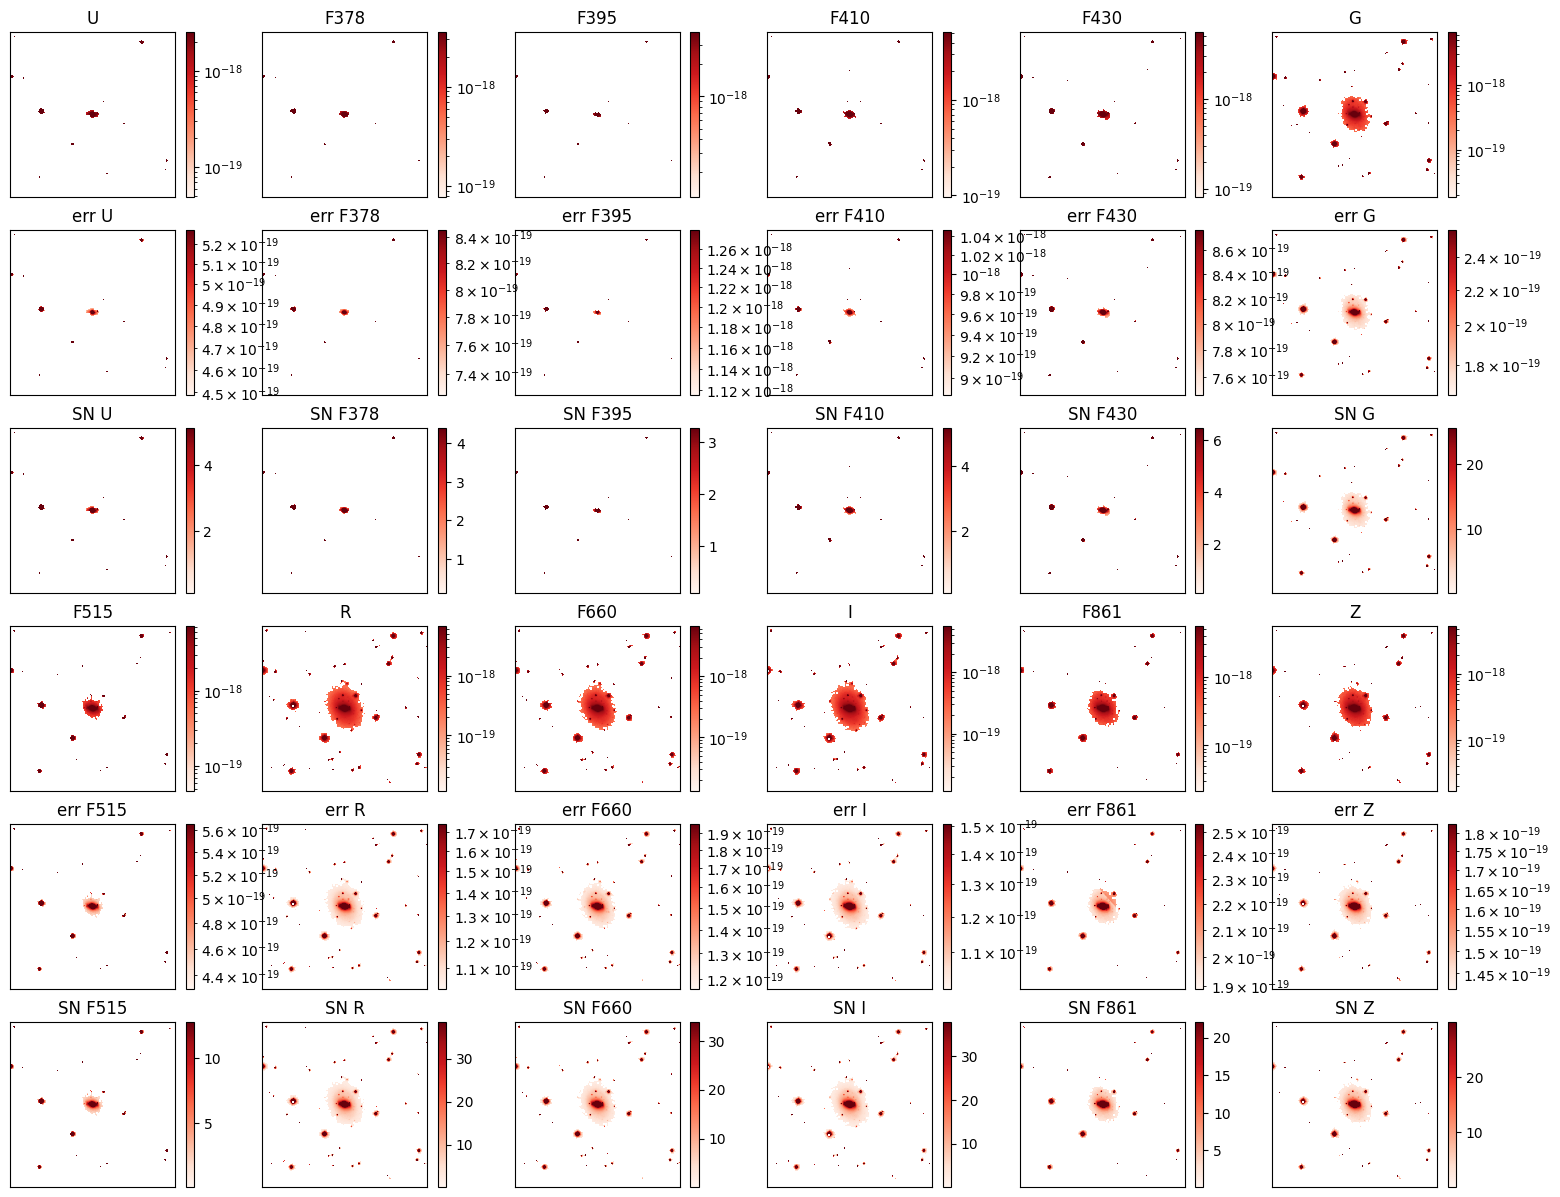 U F378 F395 F410 F430 G
10⁻¹⁸ 10⁻¹⁸ 10⁻¹⁸ 10⁻¹⁸ 10⁻¹⁸ 10⁻¹⁸
10⁻¹⁹ 10⁻¹⁹ 10⁻¹⁹ 10⁻¹⁹ 10⁻¹⁹
err U err F378 err F395 err F410 err F430 err G
5.2 × 10⁻¹⁹ 8.4 × 10⁻¹⁹ 1.26 × 10⁻¹⁸ 1.04 × 10⁻¹⁸ 8.6 × 10⁻¹⁹ 2.4 × 10⁻¹⁹
5.1 × 10⁻¹⁹ 8.2 × 10⁻¹⁹ 1.24 × 10⁻¹⁸ 1.02 × 10⁻¹⁸ 8.4 × 10⁻¹⁹ 2.2 × 10⁻¹⁹
5 × 10⁻¹⁹ 8 × 10⁻¹⁹ 1.22 × 10⁻¹⁸ 10⁻¹⁸ 8.2 × 10⁻¹⁹ 2 × 10⁻¹⁹
4.9 × 10⁻¹⁹ 7.8 × 10⁻¹⁹ 1.2 × 10⁻¹⁸ 9.8 × 10⁻¹⁹ 8 × 10⁻¹⁹ 1.8 × 10⁻¹⁹
4.8 × 10⁻¹⁹ 7.6 × 10⁻¹⁹ 1.18 × 10⁻¹⁸ 9.6 × 10⁻¹⁹ 7.8 × 10⁻¹⁹
4.7 × 10⁻¹⁹ 7.4 × 10⁻¹⁹ 1.16 × 10⁻¹⁸ 9.4 × 10⁻¹⁹ 7.6 × 10⁻¹⁹
4.6 × 10⁻¹⁹ 1.14 × 10⁻¹⁸ 9.2 × 10⁻¹⁹
4.5 × 10⁻¹⁹ 1.12 × 10⁻¹⁸ 9 × 10⁻¹⁹
SN U SN F378 SN F395 SN F410 SN F430 SN G
4 4 3 4 6 20
2 3 2 2 4 10
2 1 2
1
F515 R F660 I F861 Z
10⁻¹⁸ 10⁻¹⁸ 10⁻¹⁸ 10⁻¹⁸ 10⁻¹⁸ 10⁻¹⁸
10⁻¹⁹ 10⁻¹⁹ 10⁻¹⁹ 10⁻¹⁹ 10⁻¹⁹ 10⁻¹⁹
err F515 err R err F660 err I err F861 err Z
5.6 × 10⁻¹⁹ 1.7 × 10⁻¹⁹ 1.9 × 10⁻¹⁹ 1.5 × 10⁻¹⁹ 2.5 × 10⁻¹⁹ 1.8 × 10⁻¹⁹
5.4 × 10⁻¹⁹ 1.6 × 10⁻¹⁹ 1.8 × 10⁻¹⁹ 1.4 × 10⁻¹⁹ 2.4 × 10⁻¹⁹ 1.75 × 10⁻¹⁹
5.2 × 10⁻¹⁹ 1.5 × 10⁻¹⁹ 1.7 × 10⁻¹⁹ 1.3 × 10⁻¹⁹ 2.3 × 10⁻¹⁹ 1.7 × 10⁻¹⁹
5 × 10⁻¹⁹ 1.4 × 10⁻¹⁹ 1.6 × 10⁻¹⁹ 1.2 × 10⁻¹⁹ 2.2 × 10⁻¹⁹ 1.65 × 10⁻¹⁹
4.8 × 10⁻¹⁹ 1.3 × 10⁻¹⁹ 1.5 × 10⁻¹⁹ 1.1 × 10⁻¹⁹ 2.1 × 10⁻¹⁹ 1.6 × 10⁻¹⁹
4.6 × 10⁻¹⁹ 1.2 × 10⁻¹⁹ 1.4 × 10⁻¹⁹ 2 × 10⁻¹⁹ 1.55 × 10⁻¹⁹
4.4 × 10⁻¹⁹ 1.1 × 10⁻¹⁹ 1.3 × 10⁻¹⁹ 1.9 × 10⁻¹⁹ 1.5 × 10⁻¹⁹
1.2 × 10⁻¹⁹ 1.45 × 10⁻¹⁹
SN F515 SN R SN F660 SN I SN F861 SN Z
10 30 30 30 20 20
5 20 20 20 15 10
10 10 10 10
5